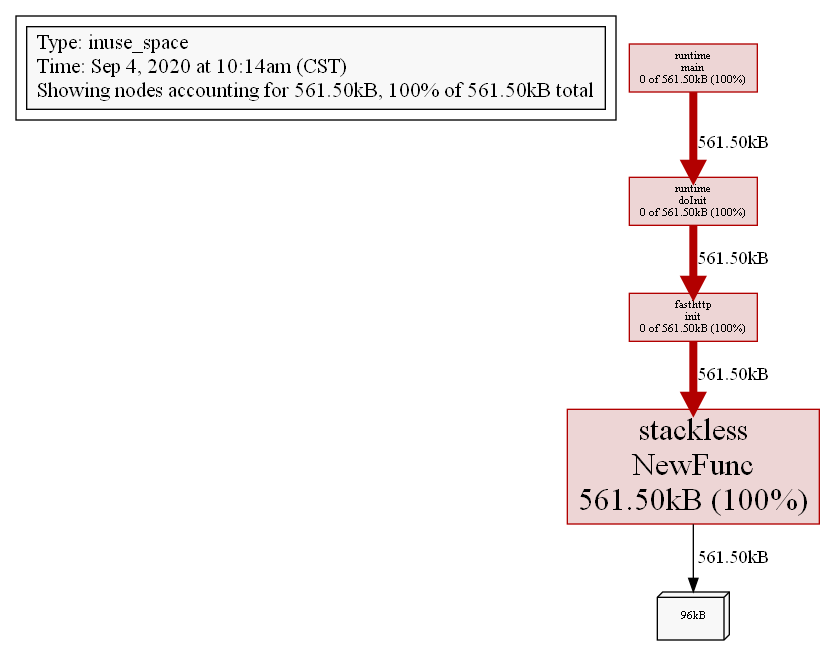 Type: inuse_space
Time: Sep 4, 2020 at 10:14am (CST)
Showing nodes accounting for 561.50kB, 100% of 561.50kB total
runtime
main
0 of 561.50kB (100%)
561.50kB
runtime
doInit
0 of 561.50kB (100%)
561.50kB
fasthttp
init
0 of 561.50kB (100%)
561.50kB
stackless
NewFunc
561.50kB (100%)
561.50kB
96kB